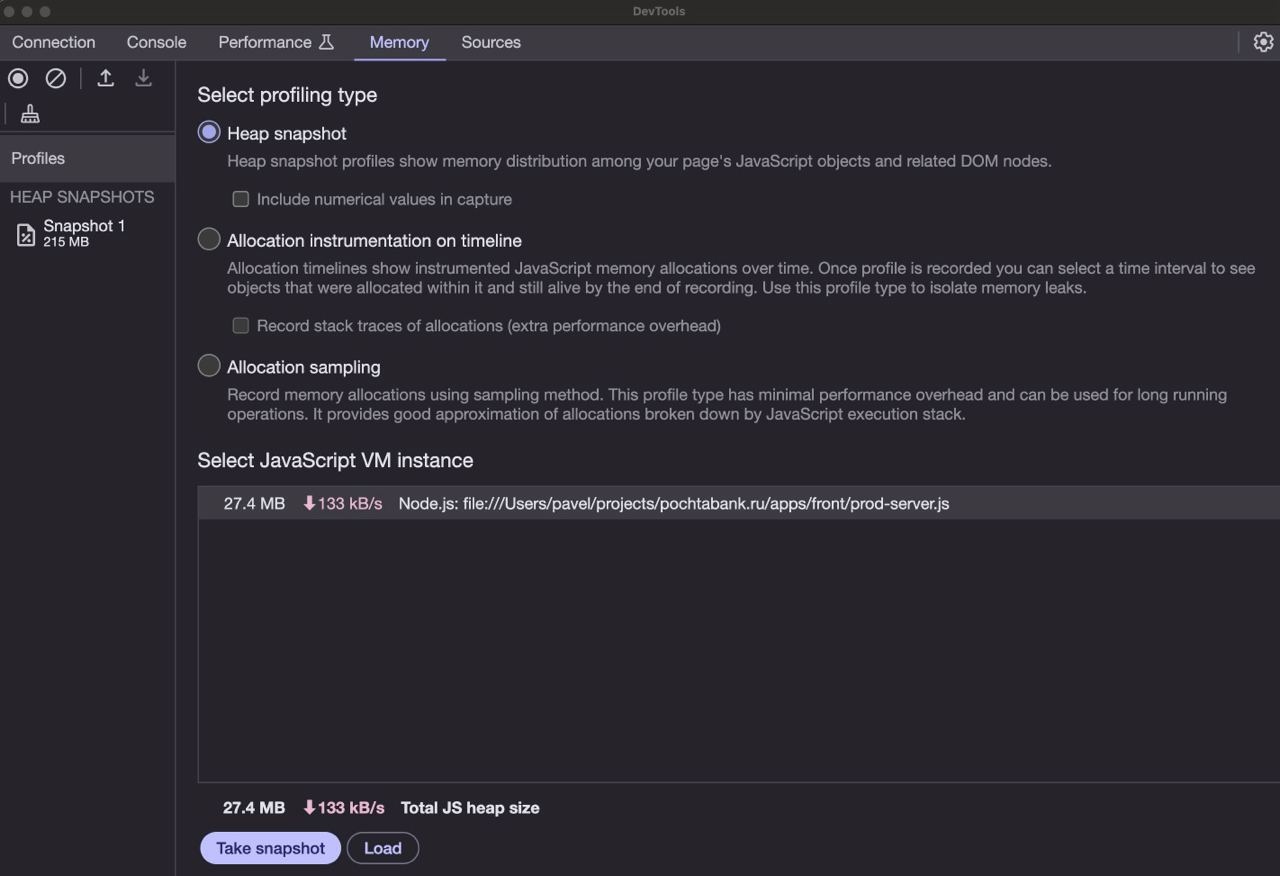 DevTools
Connection
Console
Performance
Memory
Sources
Profiles
HEAP SNAPSHOTS
Snapshot 1
215 MB
Select profiling type
Heap snapshot
Heap snapshot profiles show memory distribution among your page's JavaScript objects and related DOM nodes.
Include numerical values in capture
Allocation instrumentation on timeline
Allocation timelines show instrumented JavaScript memory allocations over time. Once profile is recorded you can select a time interval to see
objects that were allocated within it and still alive by the end of recording. Use this profile type to isolate memory leaks.
Record stack traces of allocations (extra performance overhead)
Allocation sampling
Record memory allocations using sampling method. This profile type has minimal performance overhead and can be used for long running
operations. It provides good approximation of allocations broken down by JavaScript execution stack.
Select JavaScript VM instance
27.4 MB 133 kB/s Node.js: file:///Users/pavel/projects/pochtabank.ru/apps/front/prod-server.js
27.4 MB 133 kB/s Total JS heap size
Take snapshot
Load